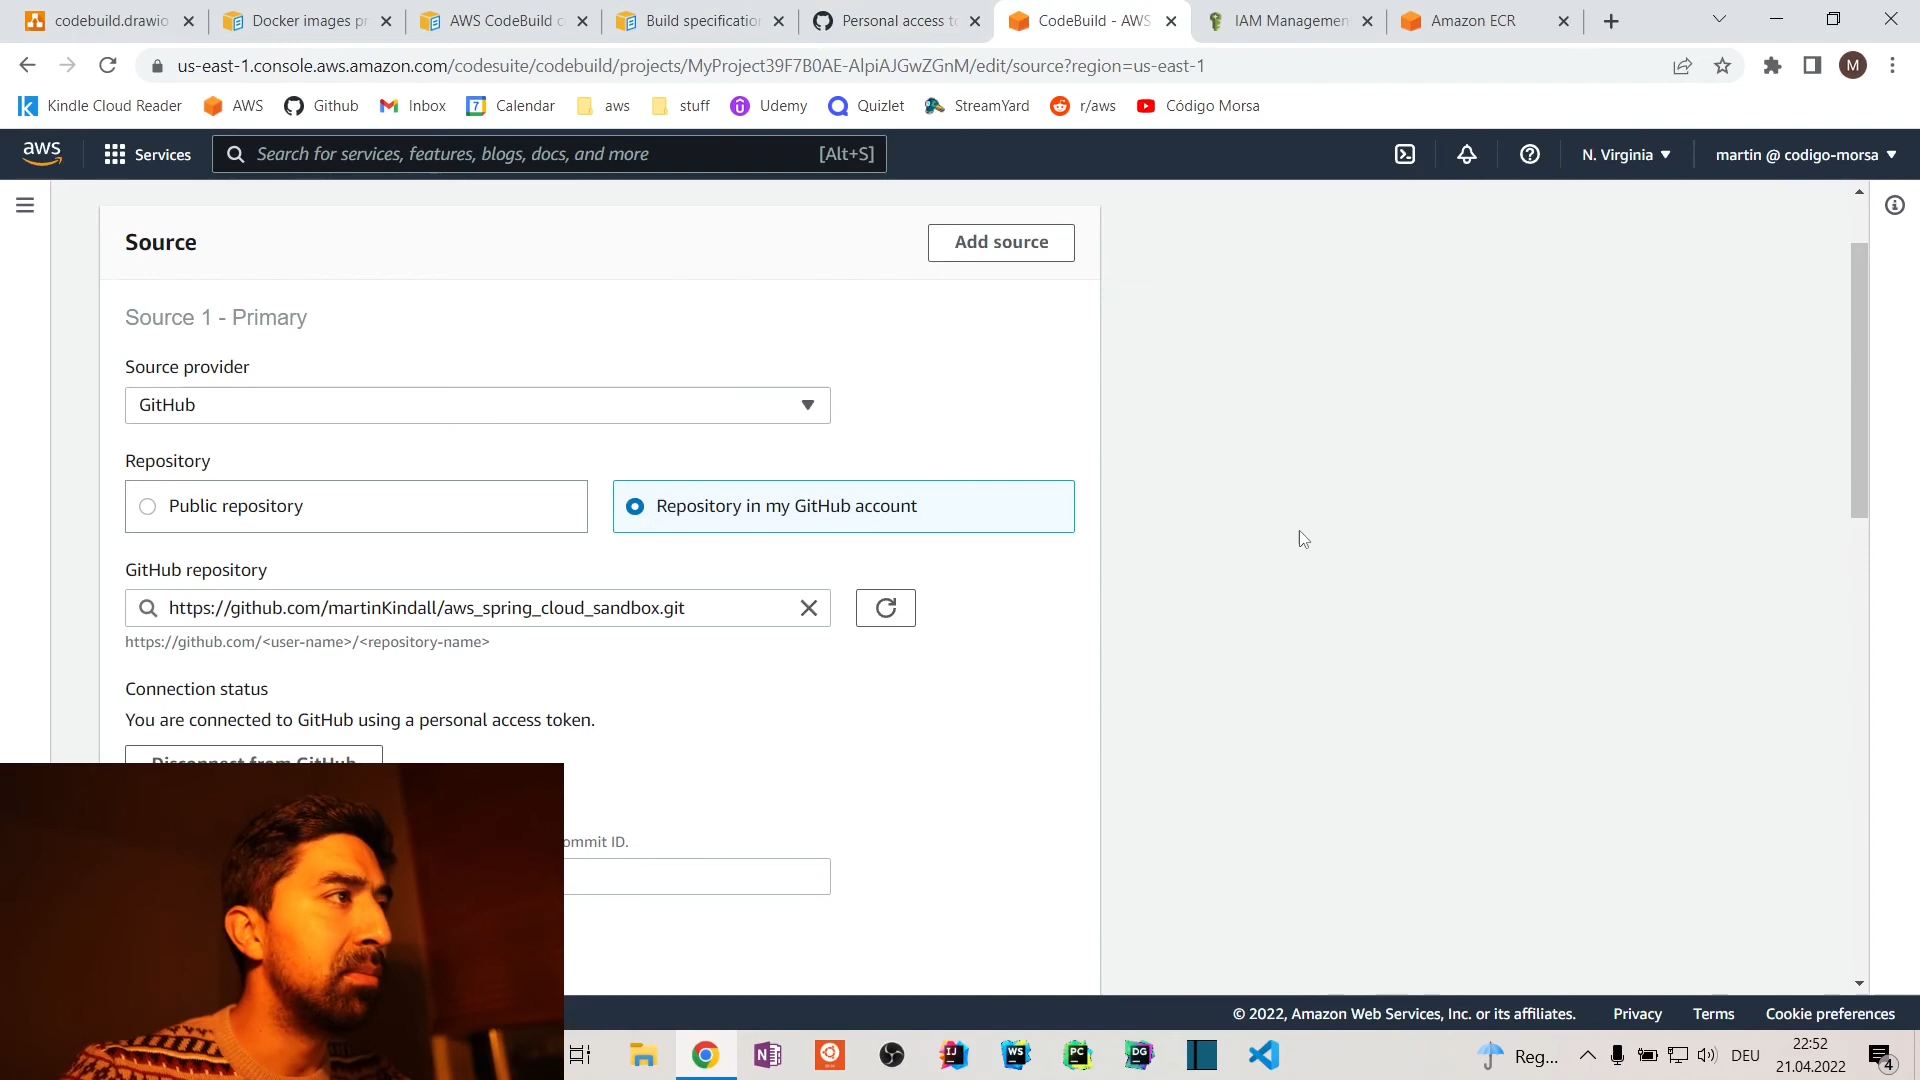 codebuild.drawio
Docker images pr
AWS CodeBuild c
Build specification
Personal access to
CodeBuild - AWS
IAM Managemen
Amazon ECR
us-east-1.console.aws.amazon.com/codesuite/codebuild/projects/MyProject39F7B0AE-AlpiAJGwZGnM/edit/source?region=us-east-1
M
Kindle Cloud Reader
AWS
Github
Inbox
Calendar
aws
stuff
Udemy
Quizlet
StreamYard
r/aws
Código Morsa
aws
Services
Search for services, features, blogs, docs, and more
[Alt+S]
N. Virginia
martin @ codigo-morsa
Source
Add source
Source 1 - Primary
Source provider
GitHub
Repository
Public repository
Repository in my GitHub account
GitHub repository
https://github.com/martinKindall/aws_spring_cloud_sandbox.git
https://github.com/<user-name>/<repository-name>
Connection status
You are connected to GitHub using a personal access token.
Disconnect from GitHub
ommit ID.
© 2022, Amazon Web Services, Inc. or its affiliates.
Privacy
Terms
Cookie preferences
Reg...
DEU
22:52
21.04.2022
4